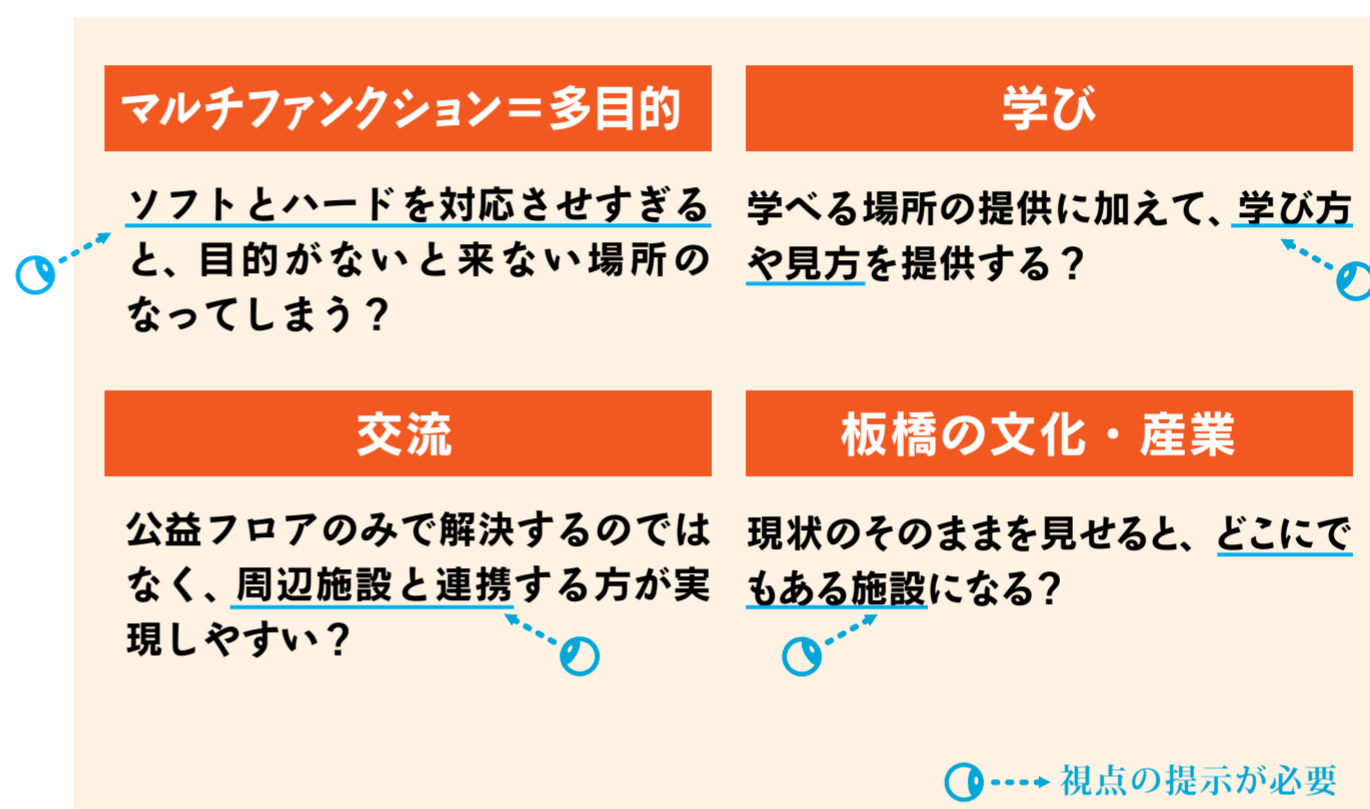 マルチファンクション＝多目的
ソフトとハードを対応させすぎる
と、目的がないと来ない場所の
なってしまう？
学び
学べる場所の提供に加えて、学び方
や見方を提供する？
交流
公益フロアのみで解決するのでは
なく、周辺施設と連携する方が実
現しやすい？
板橋の文化・産業
現状のそのままを見せると、どこにで
もある施設になる？
視点の提示が必要